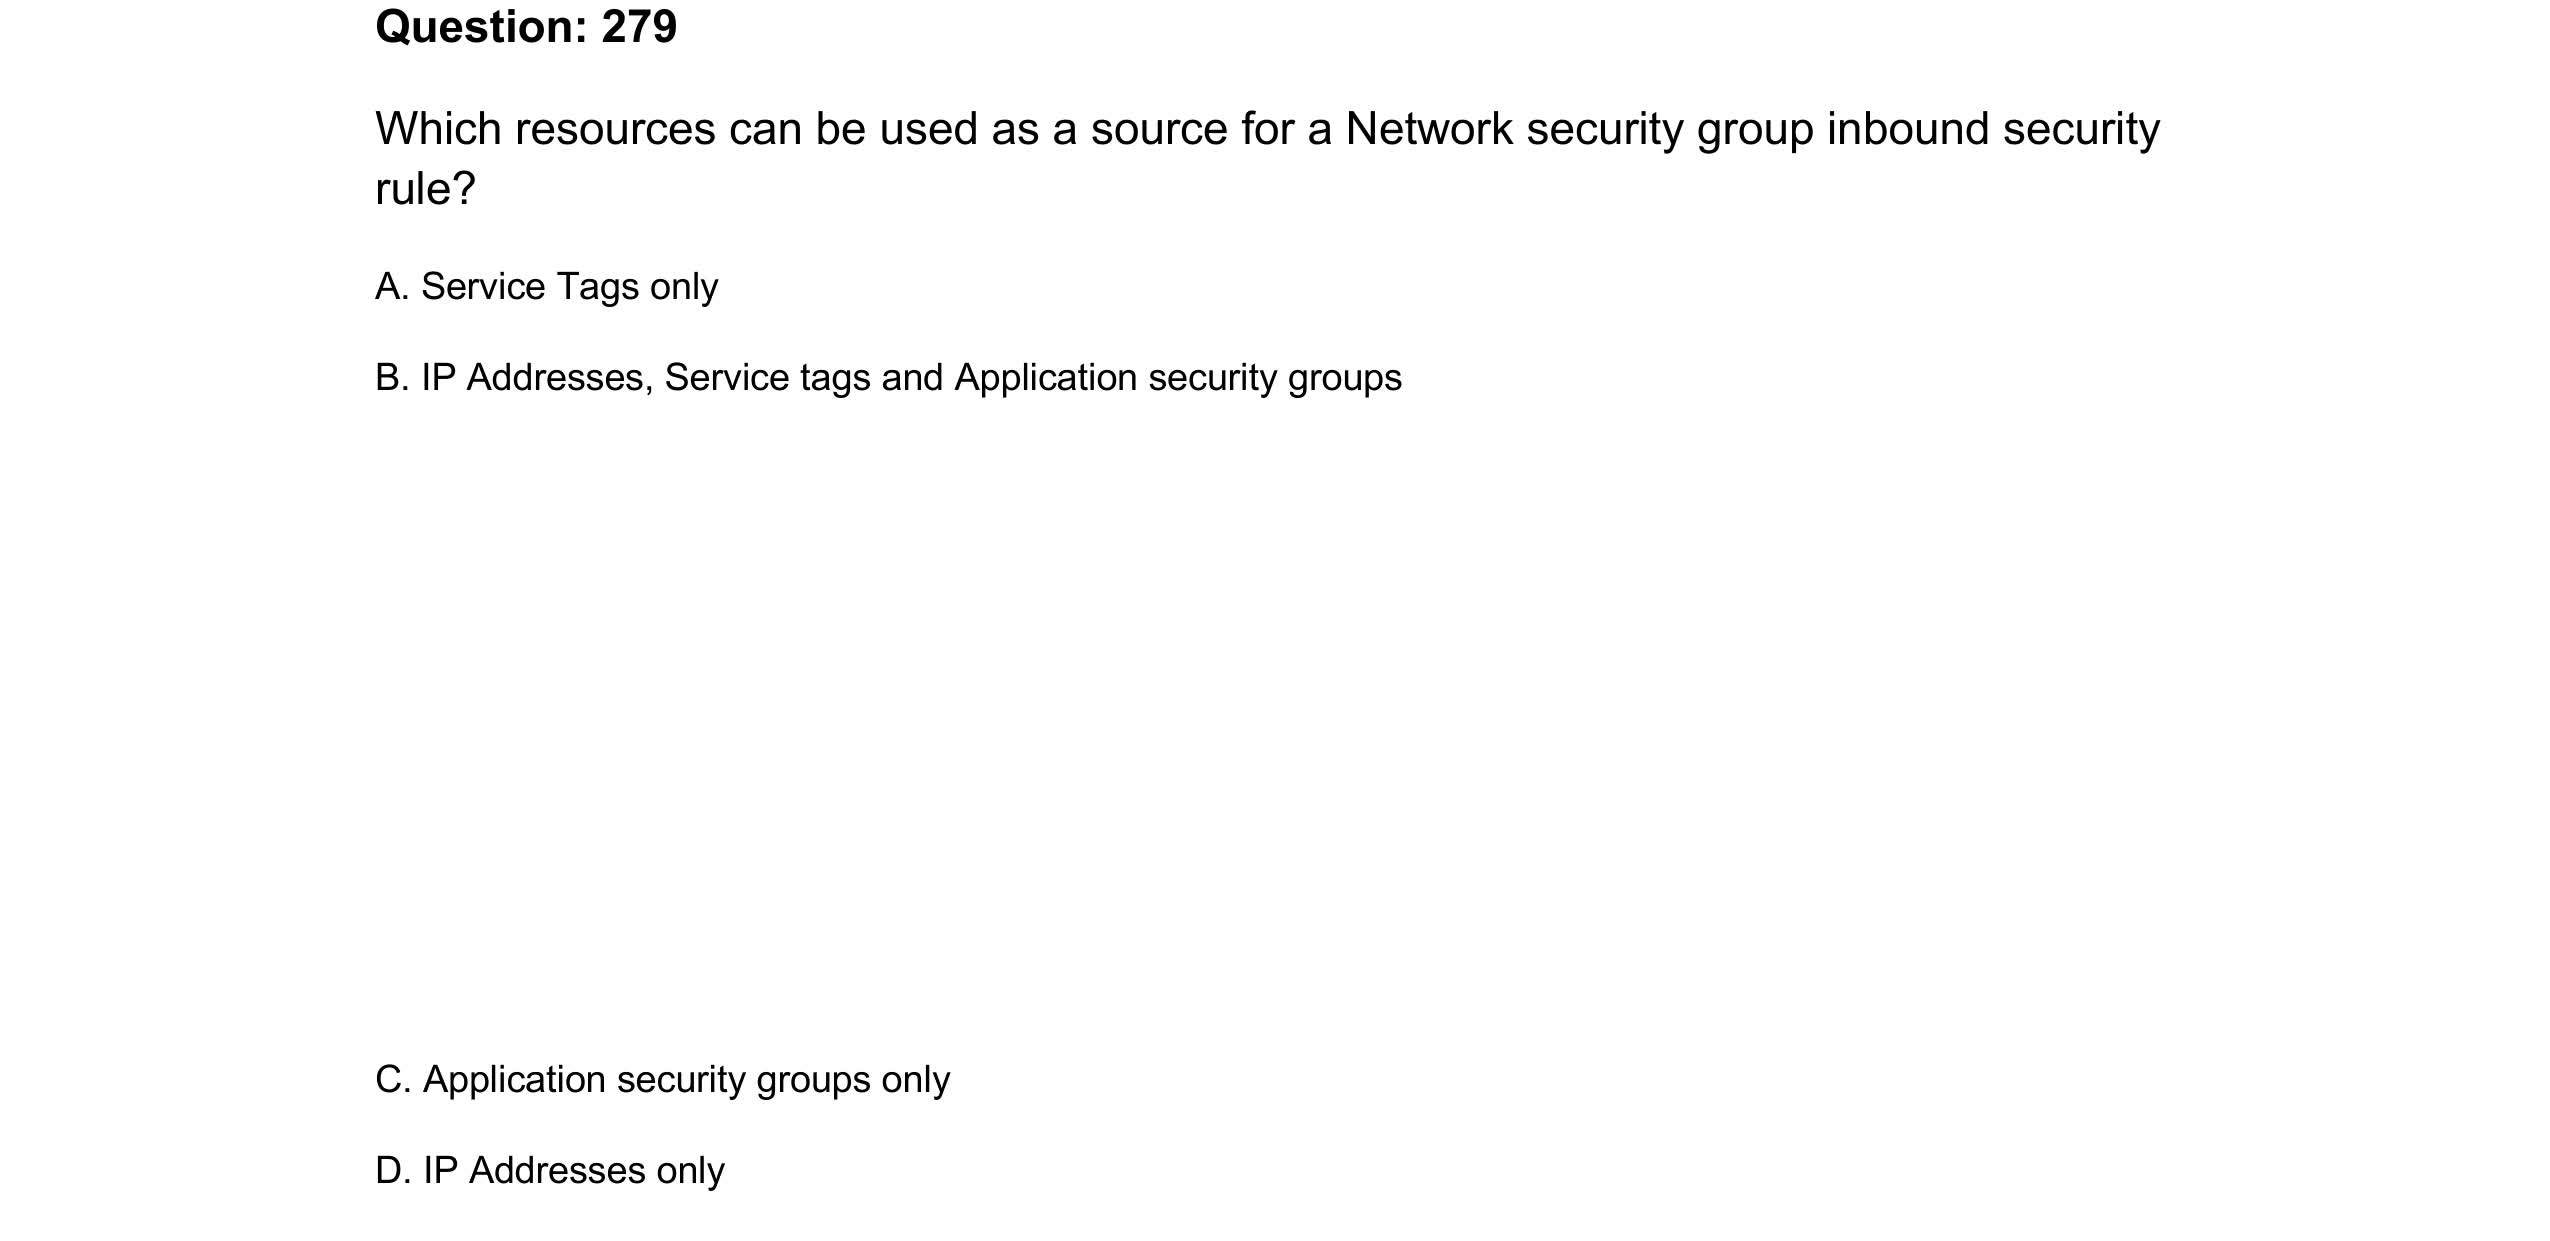 Question: 279
Which resources can be used as a source for a Network security group inbound security
rule?
A. Service Tags only
B. IP Addresses, Service tags and Application security groups
C. Application security groups only
D. IP Addresses only